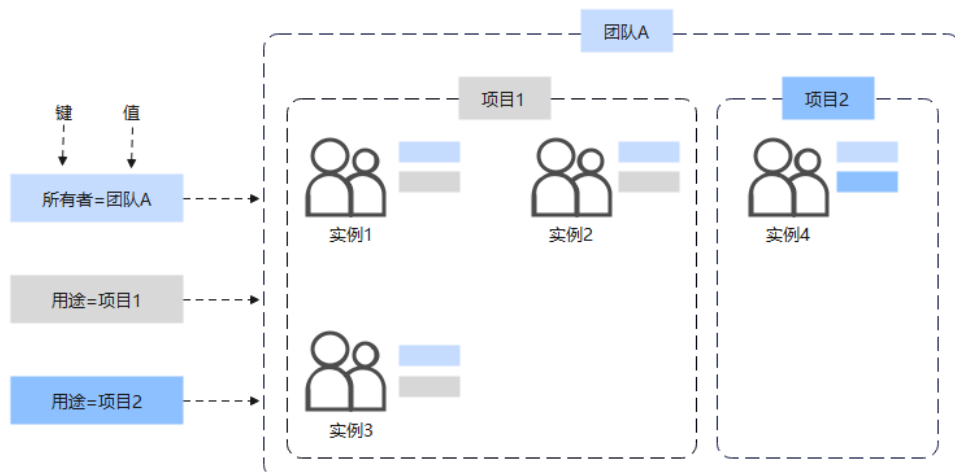 团队A
项目1
项目2
键
值
所有者=团队A
实例1
实例2
实例4
用途=项目1
用途=项目2
实例3